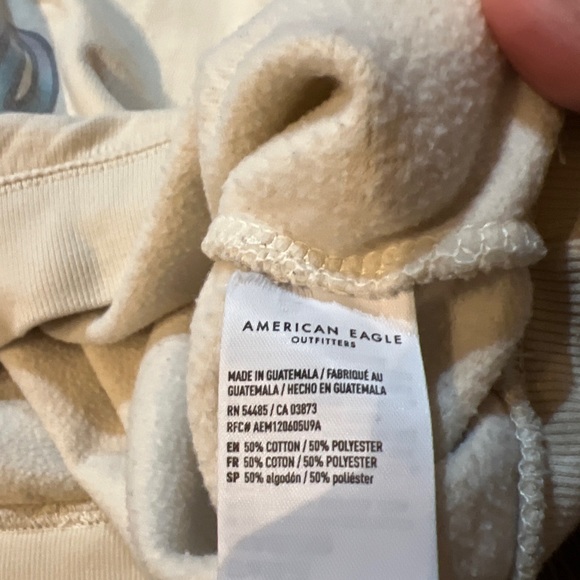 AMERICAN EAGLE
OUTFITTERS
MADE IN GUATEMALA / FABRIQUÉ AU
GUATEMALA / HECHO EN GUATEMALA
RN 54485 / CA 03873
RFC# AEM120605U9A
EN 50% COTTON / 50% POLYESTER
FR 50% COTON / 50% POLYESTER
SP 50% algodón / 50% poliéster